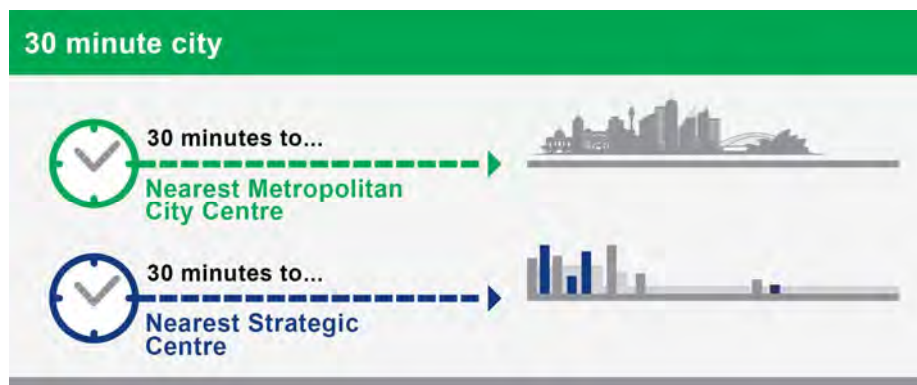 30 minute city
30 minutes to...
Nearest Metropolitan
City Centre
30 minutes to...
Nearest Strategic
Centre